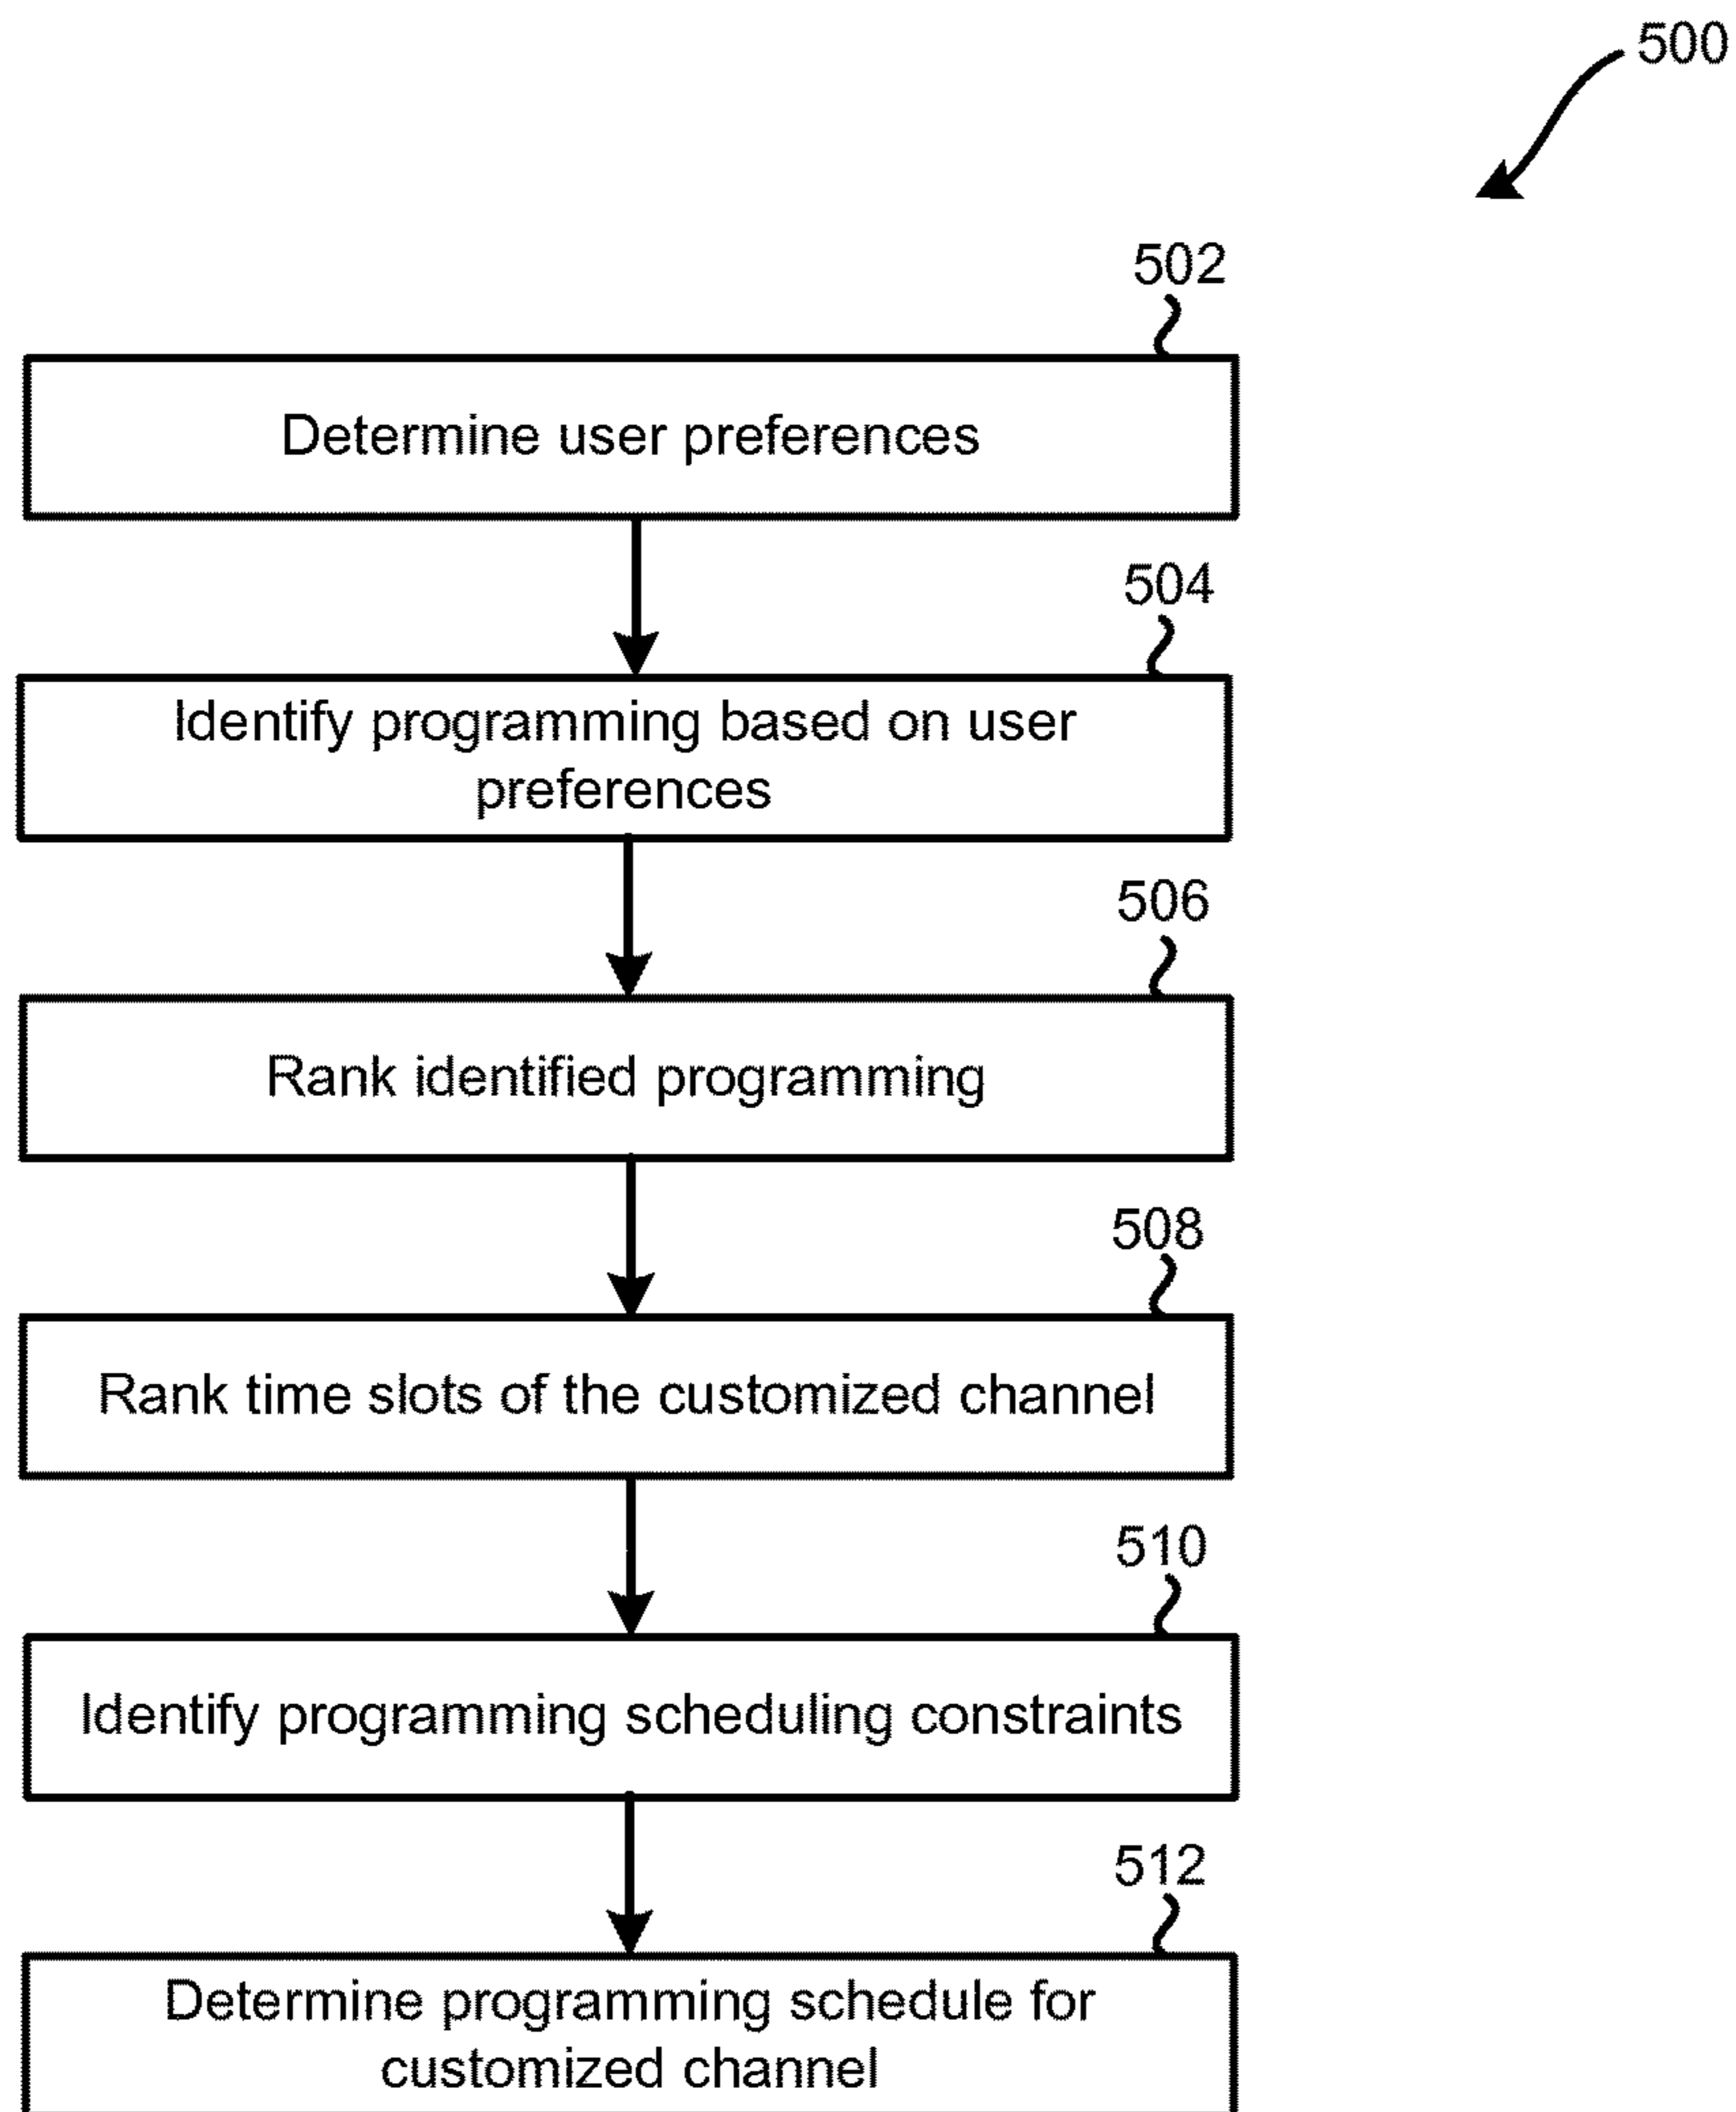 500
502
Determine user preferences
504
Identify programming based on user
preferences
506
Rank identified programming
508
Rank time slots of the customized channel
510
Identify programming scheduling constraints
512
Determine programming schedule for
customized channel